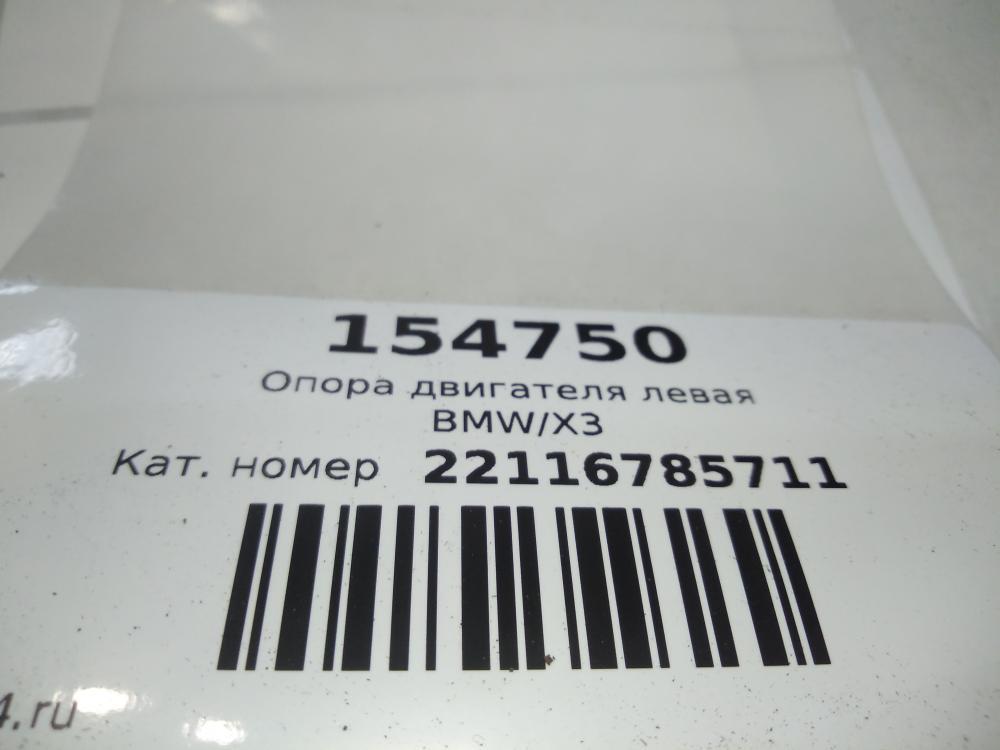 154750
Опора двигателя левая
BMW/X3
Кат. номер 22116785711
4.ru